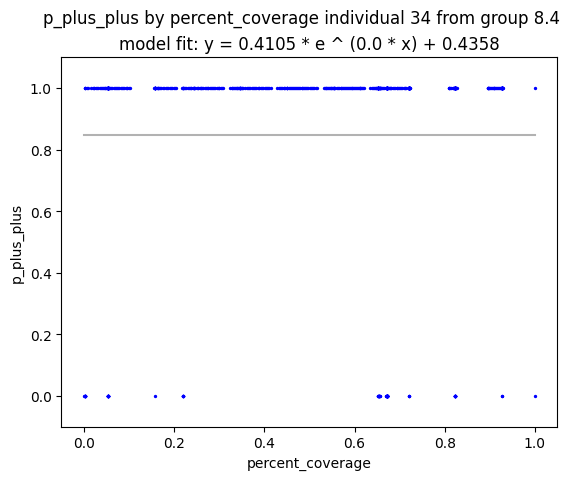 p_plus_plus by percent_coverage individual 34 from group 8.4
model fit: y = 0.4105 * e ^ (0.0 * x) + 0.4358
1.0
0.8
0.6
0.4
0.2
0.0
p_plus_plus
0.0 0.2 0.4 0.6 0.8 1.0
percent_coverage